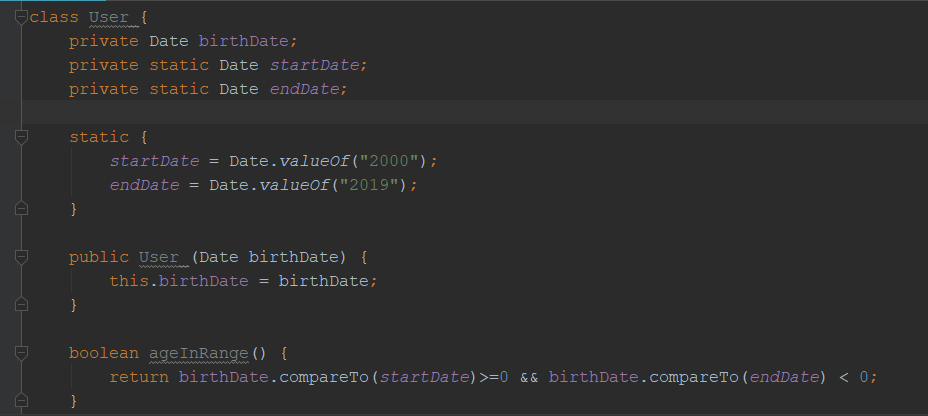 class User_{
    private Date birthDate;
    private static Date startDate;
    private static Date endDate;
    static {
        startDate = Date.valueOf("2000");
        endDate = Date.valueOf("2019");
    }
    public User_(Date birthDate) {
        this.birthDate = birthDate;
    }
    boolean ageInRange() {
        return birthDate.compareTo(startDate)>=0 && birthDate.compareTo(endDate) < 0;
    }